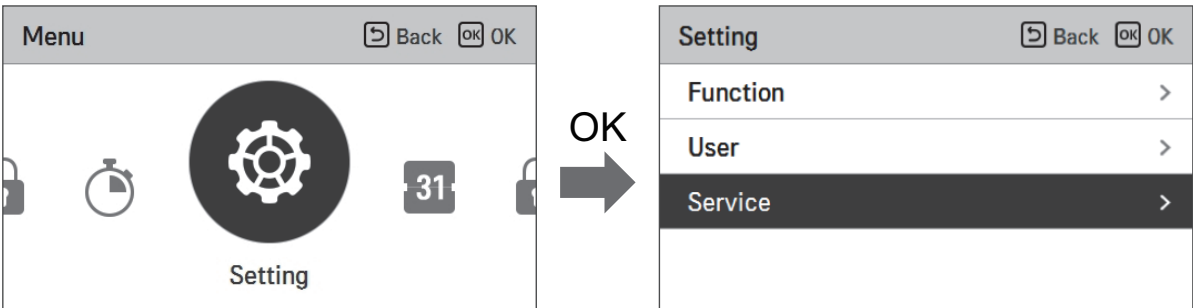 Menu Back OK OK
31
Setting
OK
Setting Back OK OK
Function
User
Service